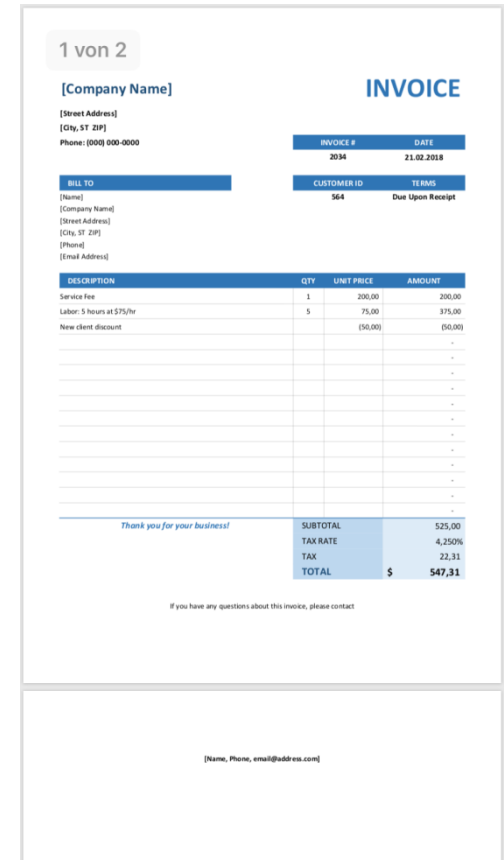 1 von 2
[Company Name] INVOICE
[Street Address]
[City, ST ZIP]
Phone: (000) 000-0000 INVOICE # DATE
2034 21.02.2018
BILL TO CUSTOMER ID TERMS
[Name] 564 Due Upon Receipt
[Company Name]
[Street Address]
[City, ST ZIP]
[Phone]
[Email Address]
DESCRIPTION QTY UNIT PRICE AMOUNT
Service Fee 1 200,00 200,00
Labor: 5 hours at $75/hr 5 75,00 375,00
New client discount (50,00) (50,00)
-
-
-
-
-
-
-
-
-
-
-
-
Thank you for your business! SUBTOTAL 525,00
TAX RATE 4,250%
TAX 22,31
TOTAL $ 547,31
If you have any questions about this invoice, please contact
[Name, Phone, email@address.com]